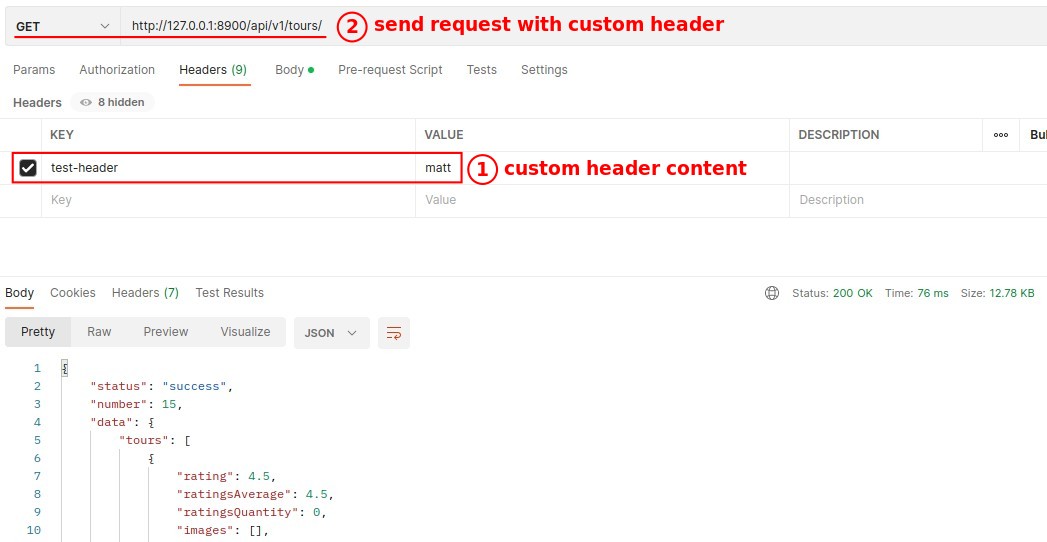 GET http://127.0.0.1:8900/api/v1/tours/ 2 send request with custom header
Params Authorization Headers (9) Body Pre-request Script Tests Settings
Headers 8 hidden
KEY VALUE DESCRIPTION Bul
test-header matt 1 custom header content
Key Value Description
Body Cookies Headers (7) Test Results Status: 200 OK Time: 76 ms Size: 12.78 KB
Pretty Raw Preview Visualize JSON
1 {
2 "status": "success",
3 "number": 15,
4 "data": {
5 "tours": [
6 {
7 "rating": 4.5,
8 "ratingsAverage": 4.5,
9 "ratingsQuantity": 0,
10 "images": [],